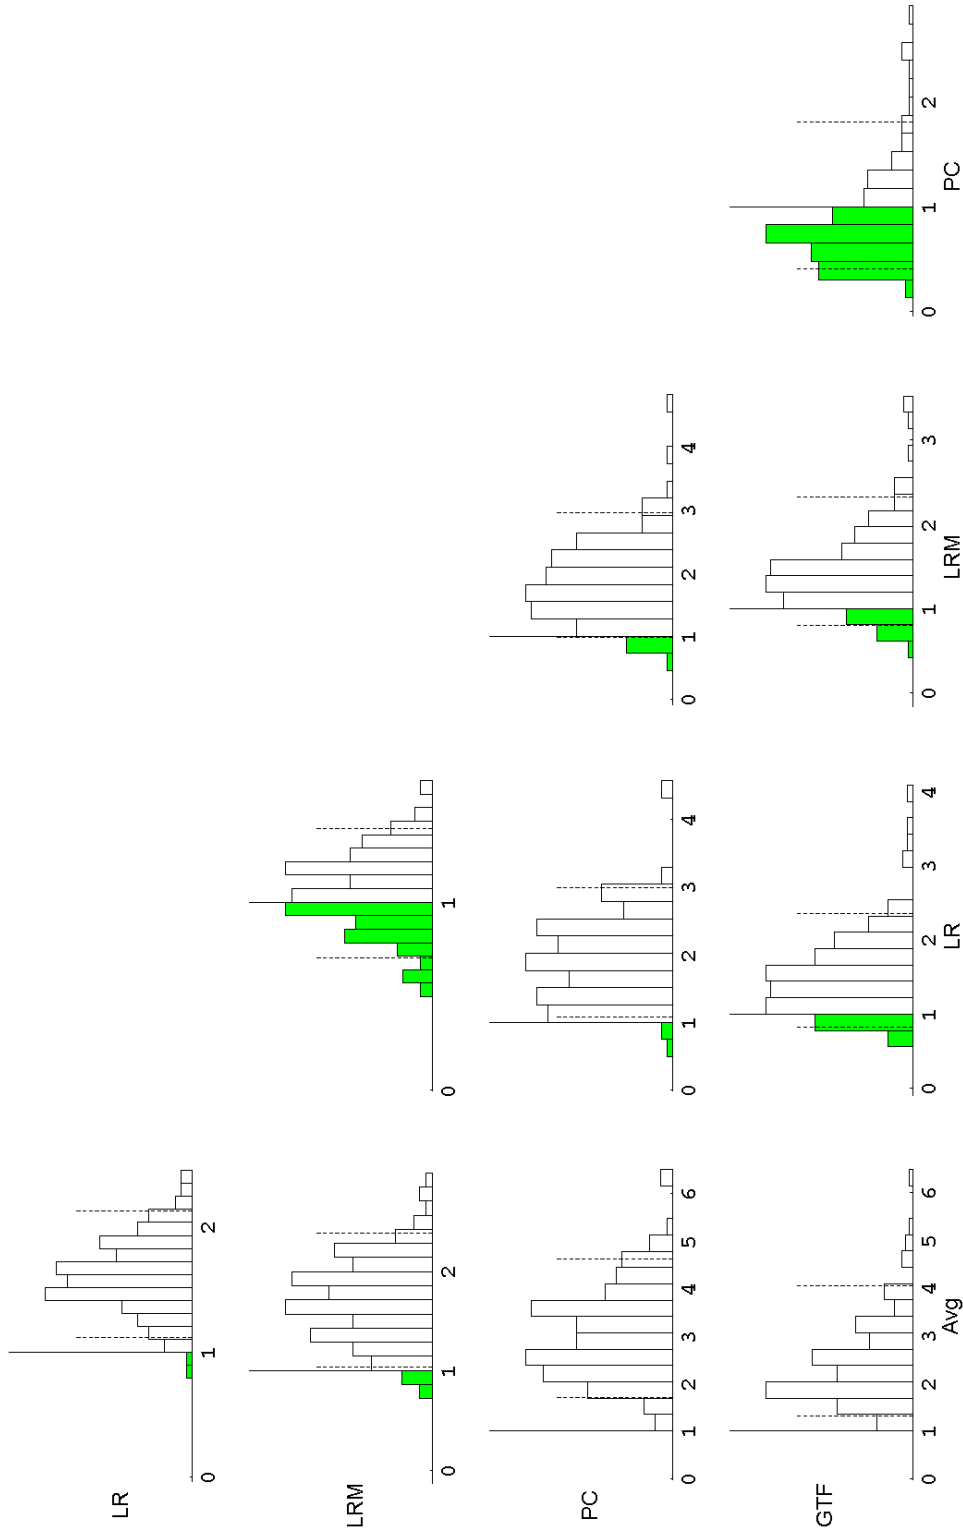 LR
0 1 2
LRM
0 1 2 0 1
PC
0 1 2 3 4 5 6 0 1 2 3 4 0 1 2 3 4
GTF
0 1 2 3 4 5 6 0 1 2 3 4 0 1 2 3 0 1 2
Avg LR LRM PC